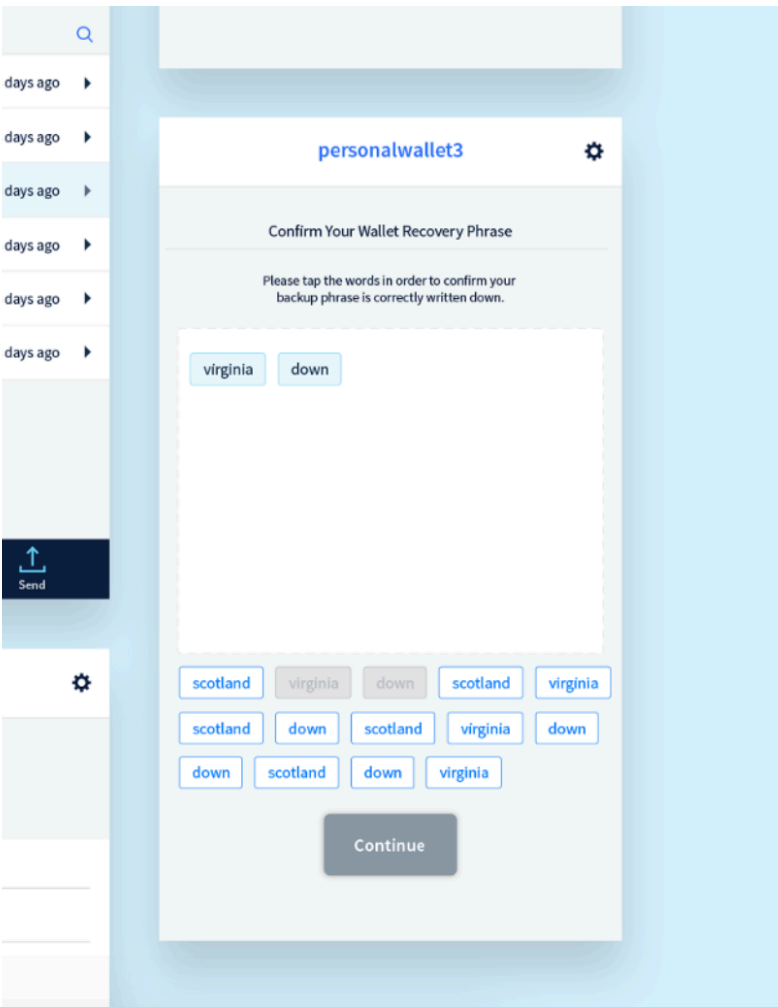 days ago
days ago
days ago
days ago
days ago
days ago
Send
personalwallet3
Confirm Your Wallet Recovery Phrase
Please tap the words in order to confirm your
backup phrase is correctly written down.
virginia down
scotland virginia down scotland virginia
scotland down scotland virginia down
down scotland down virginia
Continue